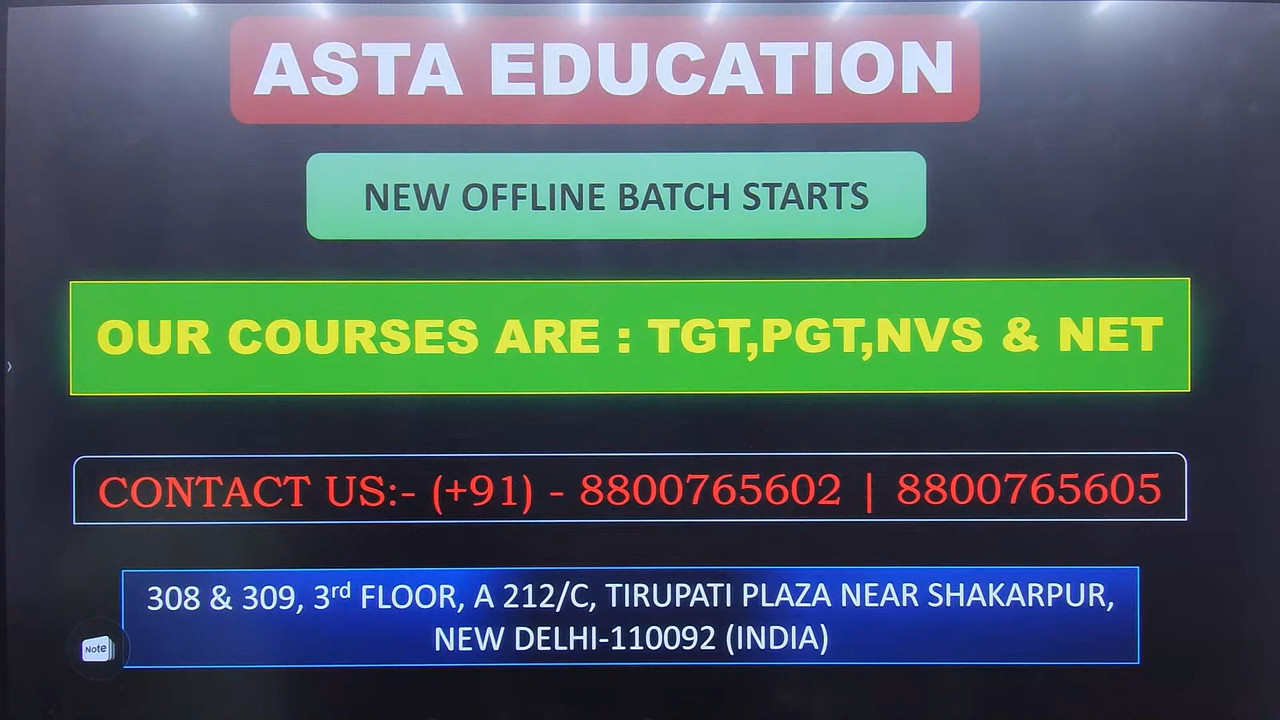 ASTA EDUCATION
NEW OFFLINE BATCH STARTS
OUR COURSES ARE : TGT,PGT,NVS & NET
CONTACT US:- (+91) - 8800765602 | 8800765605
308 & 309, 3rd FLOOR, A 212/C, TIRUPATI PLAZA NEAR SHAKARPUR,
NEW DELHI-110092 (INDIA)
Note